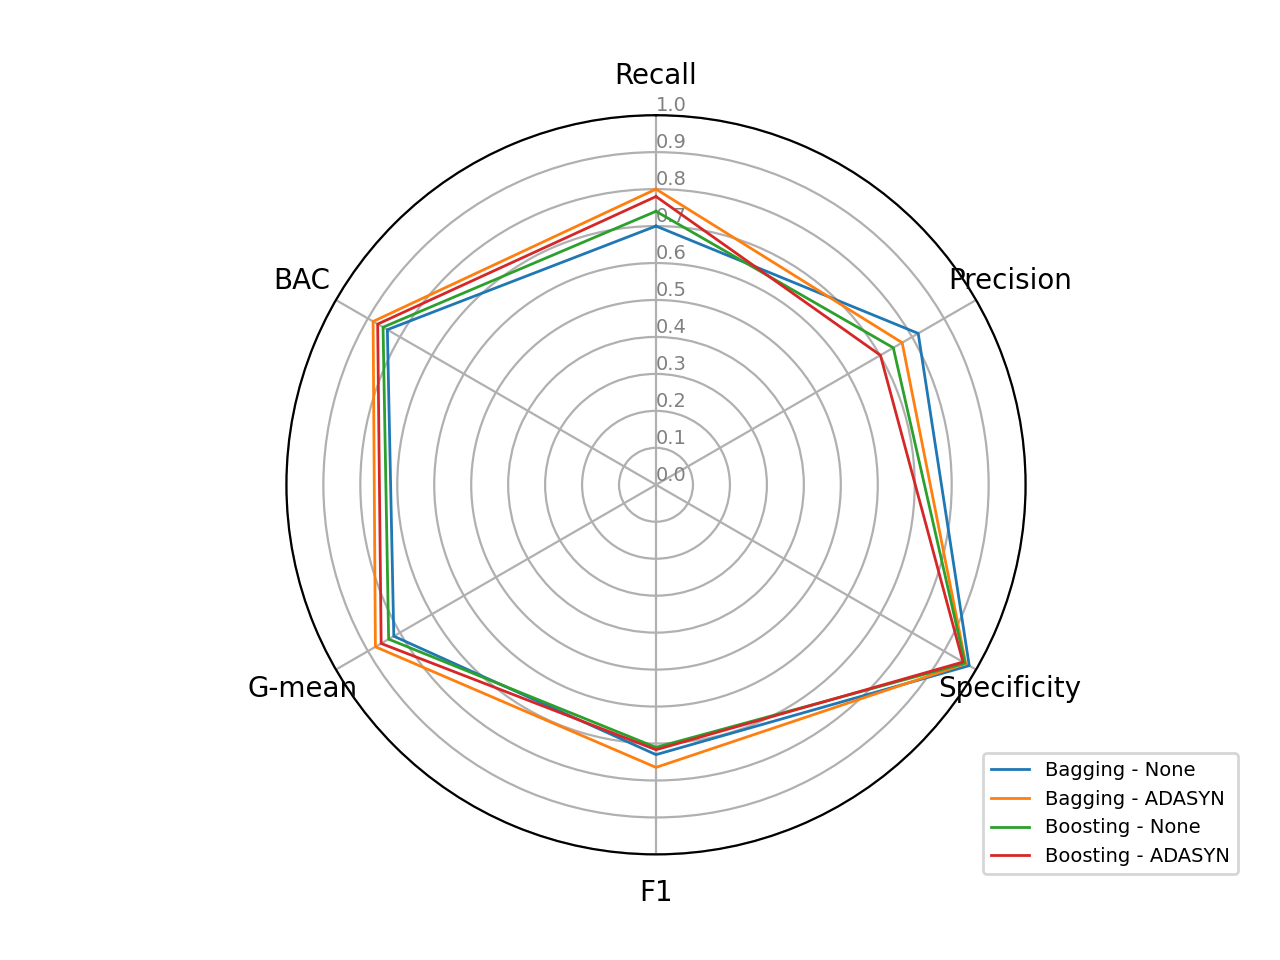 Recall
1.0
0.9
0.8
0.7
0.6
0.5
0.4
0.3
0.2
0.1
0.0
BAC
Precision
G-mean
Specificity
F1
Bagging - None
Bagging - ADASYN
Boosting - None
Boosting - ADASYN